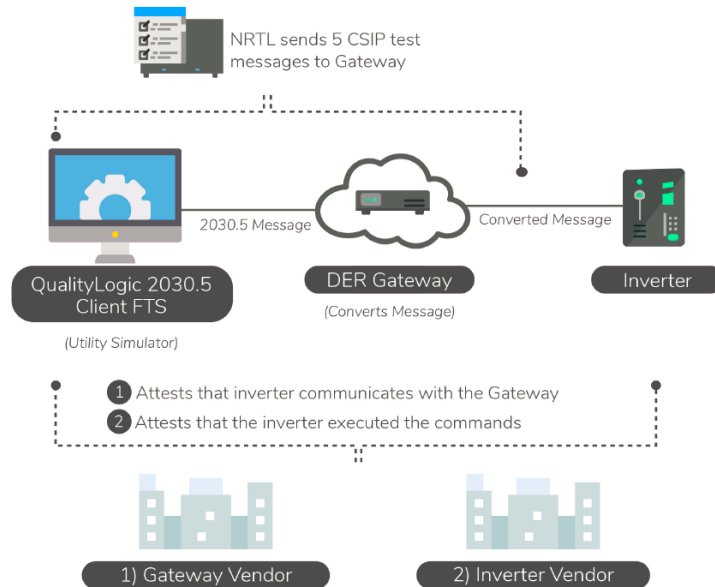 NRTL sends 5 CSIP test
messages to Gateway
2030.5 Message
Converted Message
QualityLogic 2030.5
Client FTS
(Utility Simulator)
DER Gateway
(Converts Message)
Inverter
1 Attests that inverter communicates with the Gateway
2 Attests that the inverter executed the commands
1) Gateway Vendor
2) Inverter Vendor